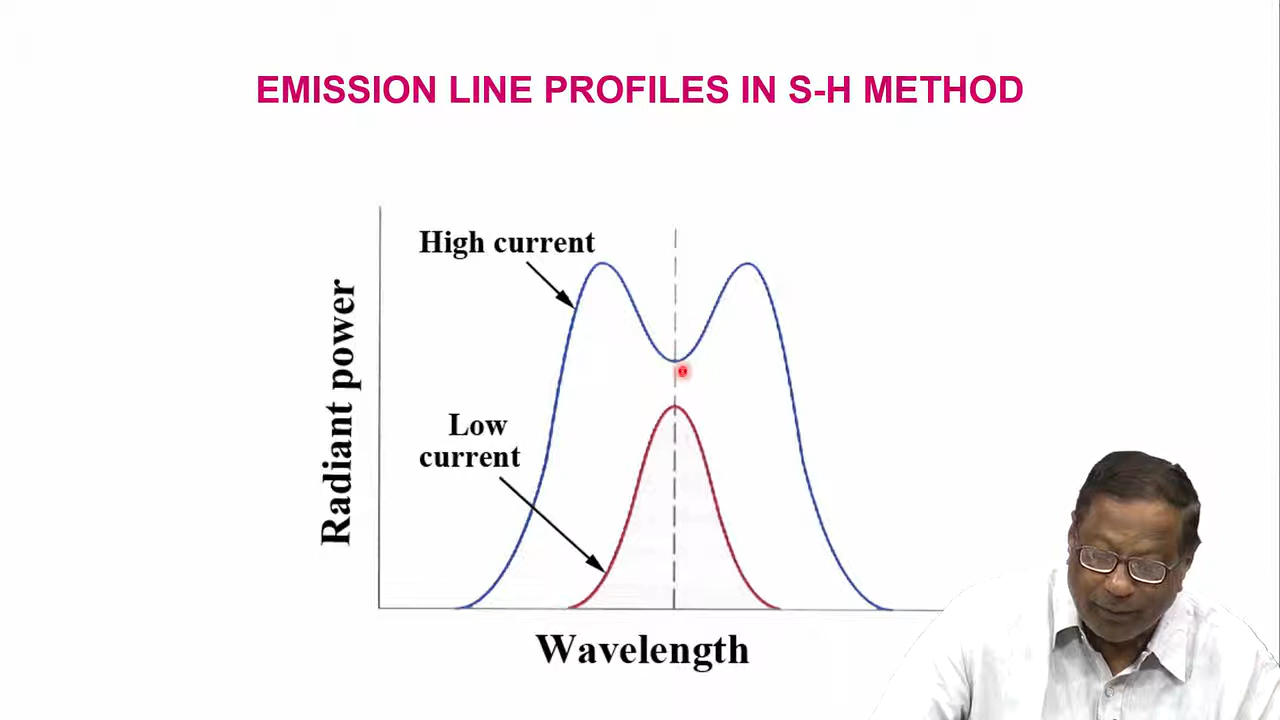 EMISSION LINE PROFILES IN S-H METHOD
High current
Low
current
Radiant power
Wavelength